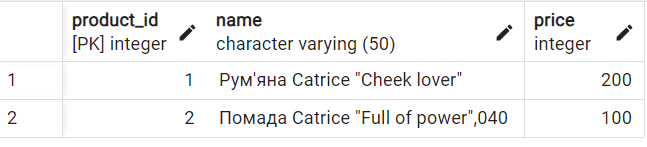 product_id name price
[PK] integer character varying (50) integer
1 1 Рум'яна Catrice "Cheek lover" 200
2 2 Помада Catrice "Full of power",040 100